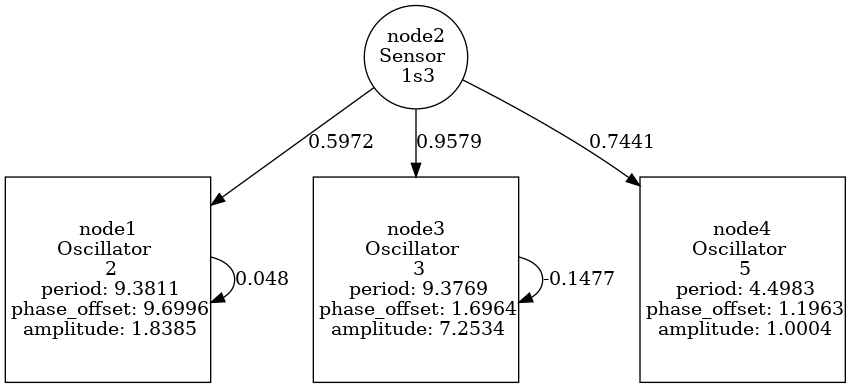 node2
Sensor
1s3
0.5972
0.9579
0.7441
node1
Oscillator
2
period: 9.3811
phase_offset: 9.6996
amplitude: 1.8385
0.048
node3
Oscillator
3
period: 9.3769
phase_offset: 1.6964
amplitude: 7.2534
-0.1477
node4
Oscillator
5
period: 4.4983
phase_offset: 1.1963
amplitude: 1.0004